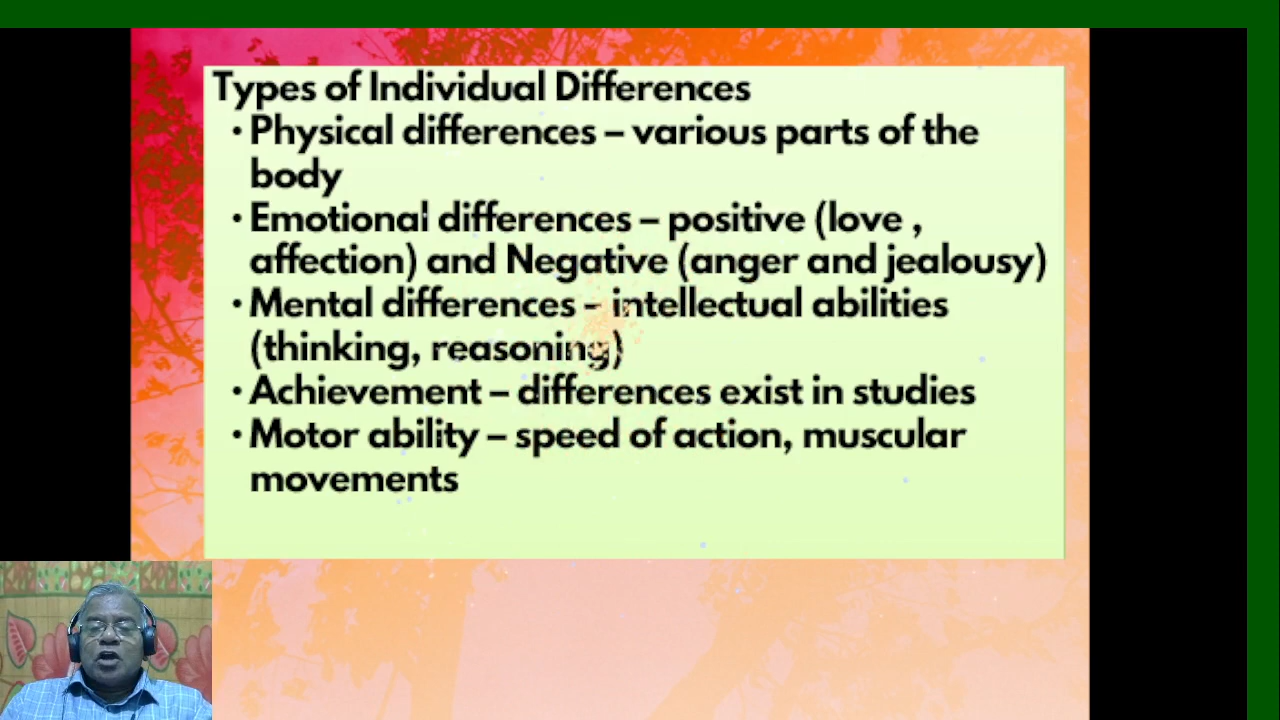 Types of Individual Differences
• Physical differences – various parts of the
body
• Emotional differences – positive (love ,
affection) and Negative (anger and jealousy)
• Mental differences - intellectual abilities
(thinking, reasoning)
• Achievement – differences exist in studies
• Motor ability – speed of action, muscular
movements